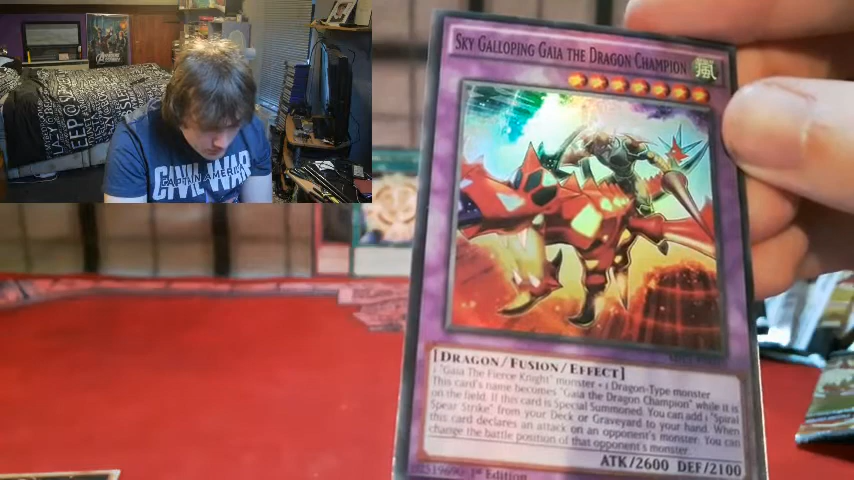 CIVIL WAR
CAPTAIN AMERICA
SKY GALLOPING GAIA THE DRAGON CHAMPION
風
[DRAGON/FUSION/EFFECT]
1 "Gaia The Fierce Knight" monster + 1 Dragon-Type monster
This card's name becomes "Gaia the Dragon Champion" while it is
on the field. If this card is Special Summoned: You can add 1 "Spiral
Spear Strike" from your Deck or Graveyard to your hand. When
this card declares an attack on an opponent's monster: You can
change the battle position of that opponent's monster.
ATK/2600 DEF/2100
1st Edition